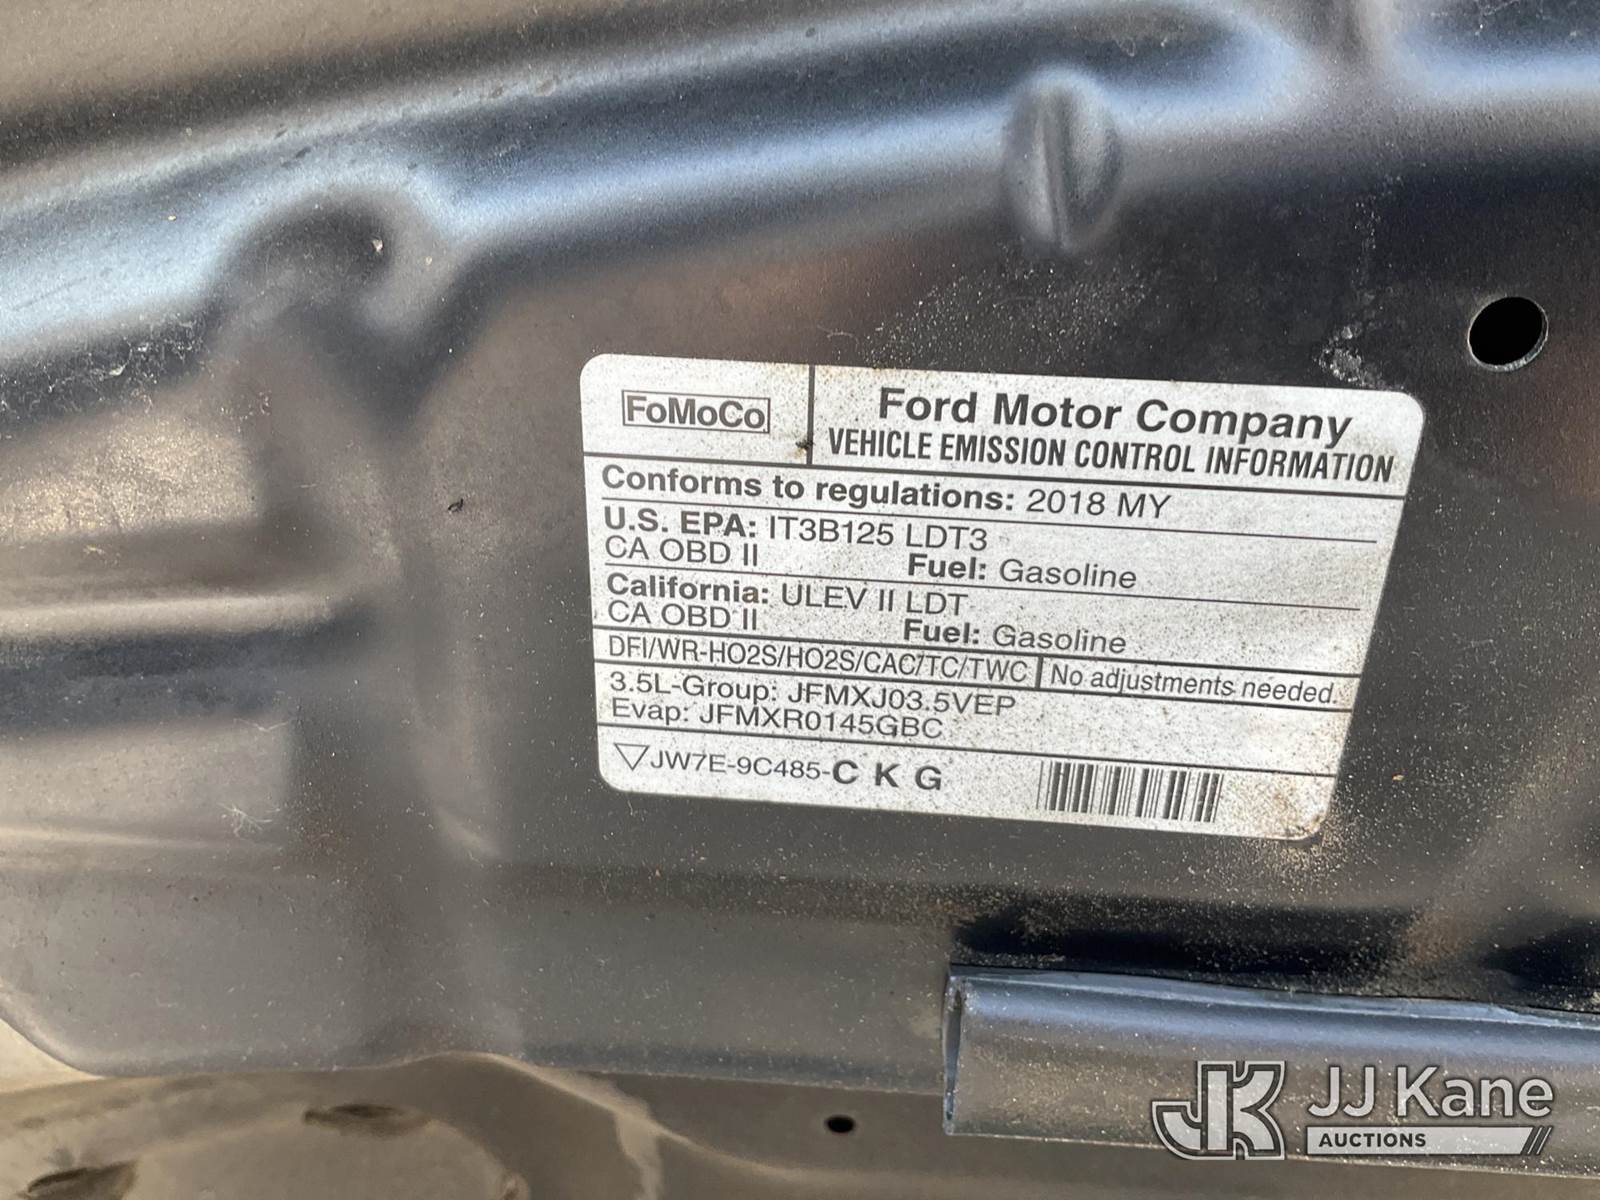 FoMoCo
Ford Motor Company
VEHICLE EMISSION CONTROL INFORMATION
Conforms to regulations: 2018 MY
U.S. EPA: IT3B125 LDT3
CA OBD II Fuel: Gasoline
California: ULEV II LDT
CA OBD II Fuel: Gasoline
DFI/WR-HO2S/HO2S/CAC/TC/TWC No adjustments needed.
3.5L-Group: JFMXJ03.5VEP
Evap: JFMXR0145GBC
JW7E-9C485-C K G
JK JJ Kane
AUCTIONS